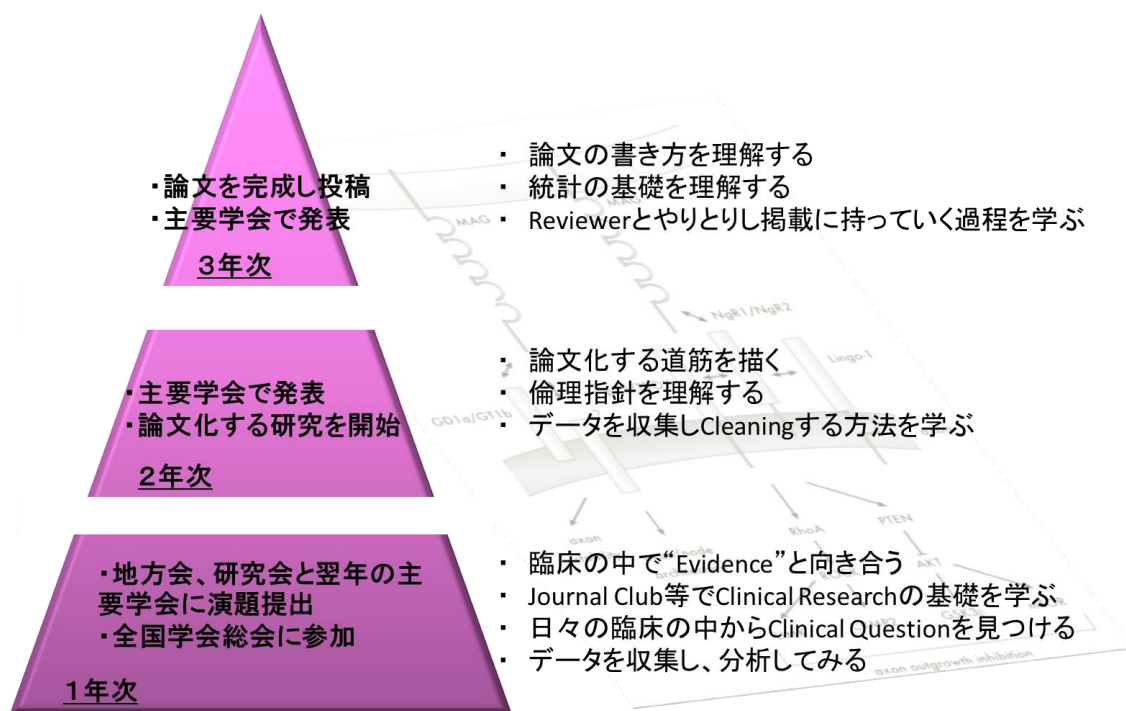 ・論文を完成し投稿
・主要学会で発表
３年次
・ 論文の書き方を理解する
・ 統計の基礎を理解する
・ Reviewerとやりとりし掲載に持っていく過程を学ぶ
MAG
MAG
NgR1/NgR2
Lingo-1
GD1a/GT1b
・主要学会で発表
・論文化する研究を開始
２年次
・ 論文化する道筋を描く
・ 倫理指針を理解する
・ データを収集しCleaningする方法を学ぶ
axon
RhoA
PTEN
AKT
・地方会、研究会と翌年の主
要学会に演題提出
・全国学会総会に参加
１年次
・ 臨床の中で“Evidence”と向き合う
・ Journal Club等でClinical Researchの基礎を学ぶ
・ 日々の臨床の中からClinical Questionを見つける
・ データを収集し、分析してみる
axon outgrowth inhibition